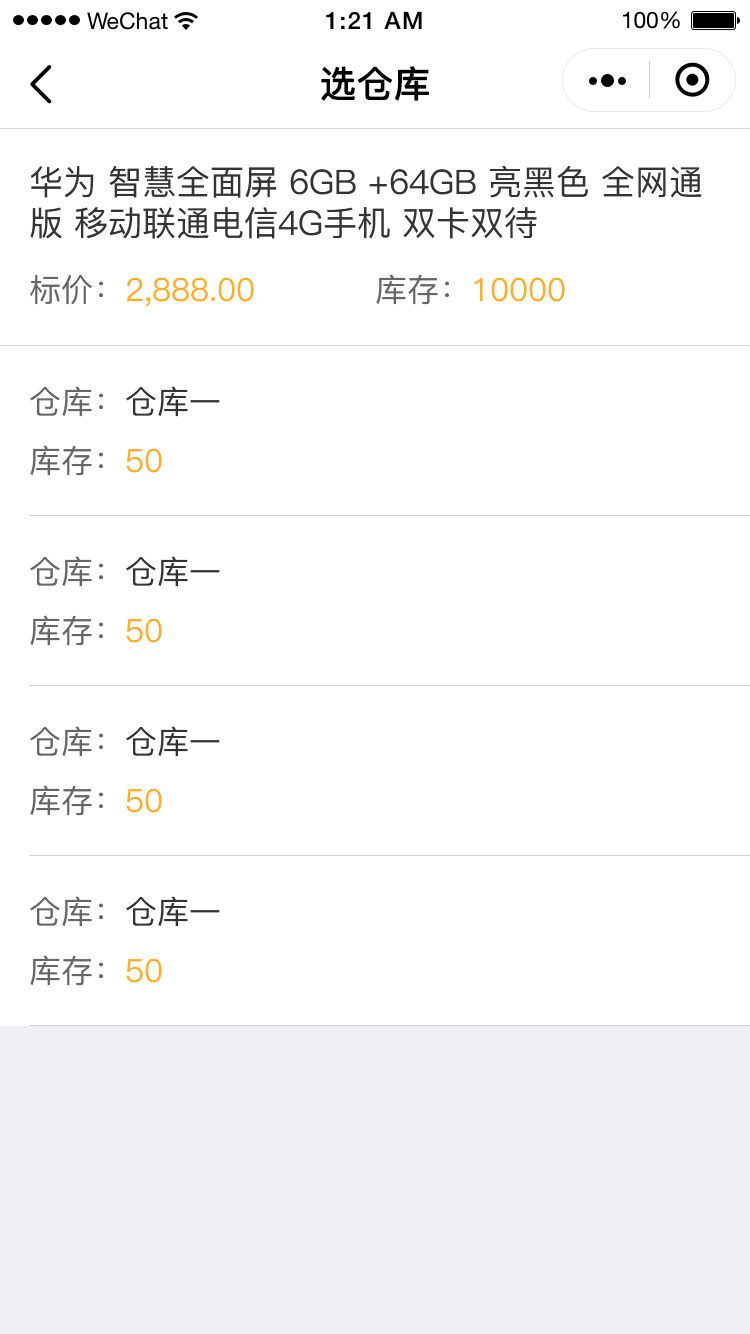 WeChat 1:21 AM 100%
选仓库
华为 智慧全面屏 6GB +64GB 亮黑色 全网通
版 移动联通电信4G手机 双卡双待
标价：2,888.00 库存：10000
仓库：仓库一
库存：50
仓库：仓库一
库存：50
仓库：仓库一
库存：50
仓库：仓库一
库存：50